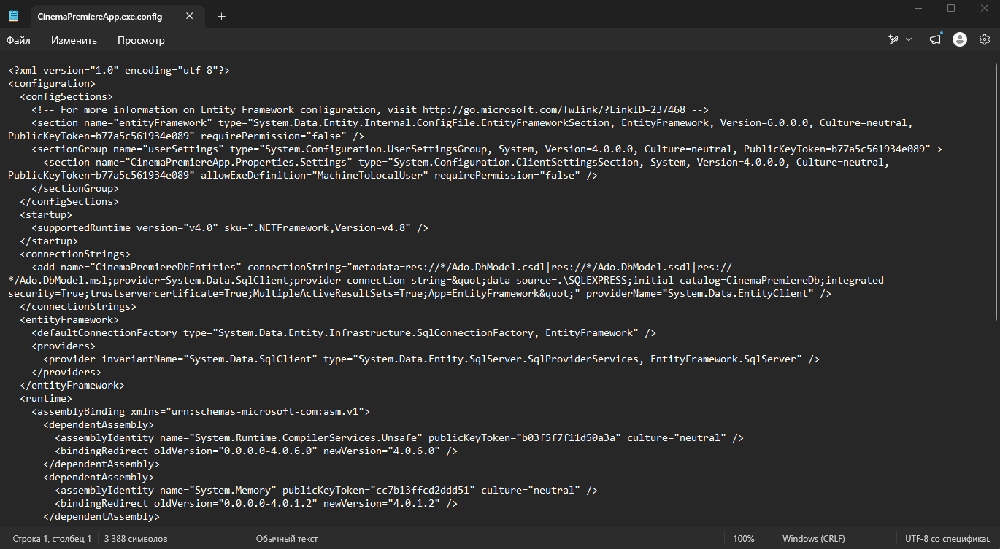 CinemaPremiereApp.exe.config
Файл Изменить Просмотр
<?xml version="1.0" encoding="utf-8"?>
<configuration>
  <configSections>
    <!-- For more information on Entity Framework configuration, visit http://go.microsoft.com/fwlink/?LinkID=237468 -->
    <section name="entityFramework" type="System.Data.Entity.Internal.ConfigFile.EntityFrameworkSection, EntityFramework, Version=6.0.0.0, Culture=neutral,
PublicKeyToken=b77a5c561934e089" requirePermission="false" />
    <sectionGroup name="userSettings" type="System.Configuration.UserSettingsGroup, System, Version=4.0.0.0, Culture=neutral, PublicKeyToken=b77a5c561934e089" >
      <section name="CinemaPremiereApp.Properties.Settings" type="System.Configuration.ClientSettingsSection, System, Version=4.0.0.0, Culture=neutral,
PublicKeyToken=b77a5c561934e089" allowExeDefinition="MachineToLocalUser" requirePermission="false" />
    </sectionGroup>
  </configSections>
  <startup>
    <supportedRuntime version="v4.0" sku=".NETFramework,Version=v4.8" />
  </startup>
  <connectionStrings>
    <add name="CinemaPremiereDbEntities" connectionString="metadata=res://*/Ado.DbModel.csdl|res://*/Ado.DbModel.ssdl|res://
*/Ado.DbModel.msl;provider=System.Data.SqlClient;provider connection string=&quot;data source=.\SQLEXPRESS;initial catalog=CinemaPremiereDb;integrated
security=True;trustservercertificate=True;MultipleActiveResultSets=True;App=EntityFramework&quot;" providerName="System.Data.EntityClient" />
  </connectionStrings>
  <entityFramework>
    <defaultConnectionFactory type="System.Data.Entity.Infrastructure.SqlConnectionFactory, EntityFramework" />
    <providers>
      <provider invariantName="System.Data.SqlClient" type="System.Data.Entity.SqlServer.SqlProviderServices, EntityFramework.SqlServer" />
    </providers>
  </entityFramework>
  <runtime>
    <assemblyBinding xmlns="urn:schemas-microsoft-com:asm.v1">
      <dependentAssembly>
        <assemblyIdentity name="System.Runtime.CompilerServices.Unsafe" publicKeyToken="b03f5f7f11d50a3a" culture="neutral" />
        <bindingRedirect oldVersion="0.0.0.0-4.0.6.0" newVersion="4.0.6.0" />
      </dependentAssembly>
      <dependentAssembly>
        <assemblyIdentity name="System.Memory" publicKeyToken="cc7b13ffcd2ddd51" culture="neutral" />
        <bindingRedirect oldVersion="0.0.0.0-4.0.1.2" newVersion="4.0.1.2" />
      </dependentAssembly>
Строка 1, столбец 1 3 388 символов Обычный текст 100% Windows (CRLF) UTF-8 со спецификац